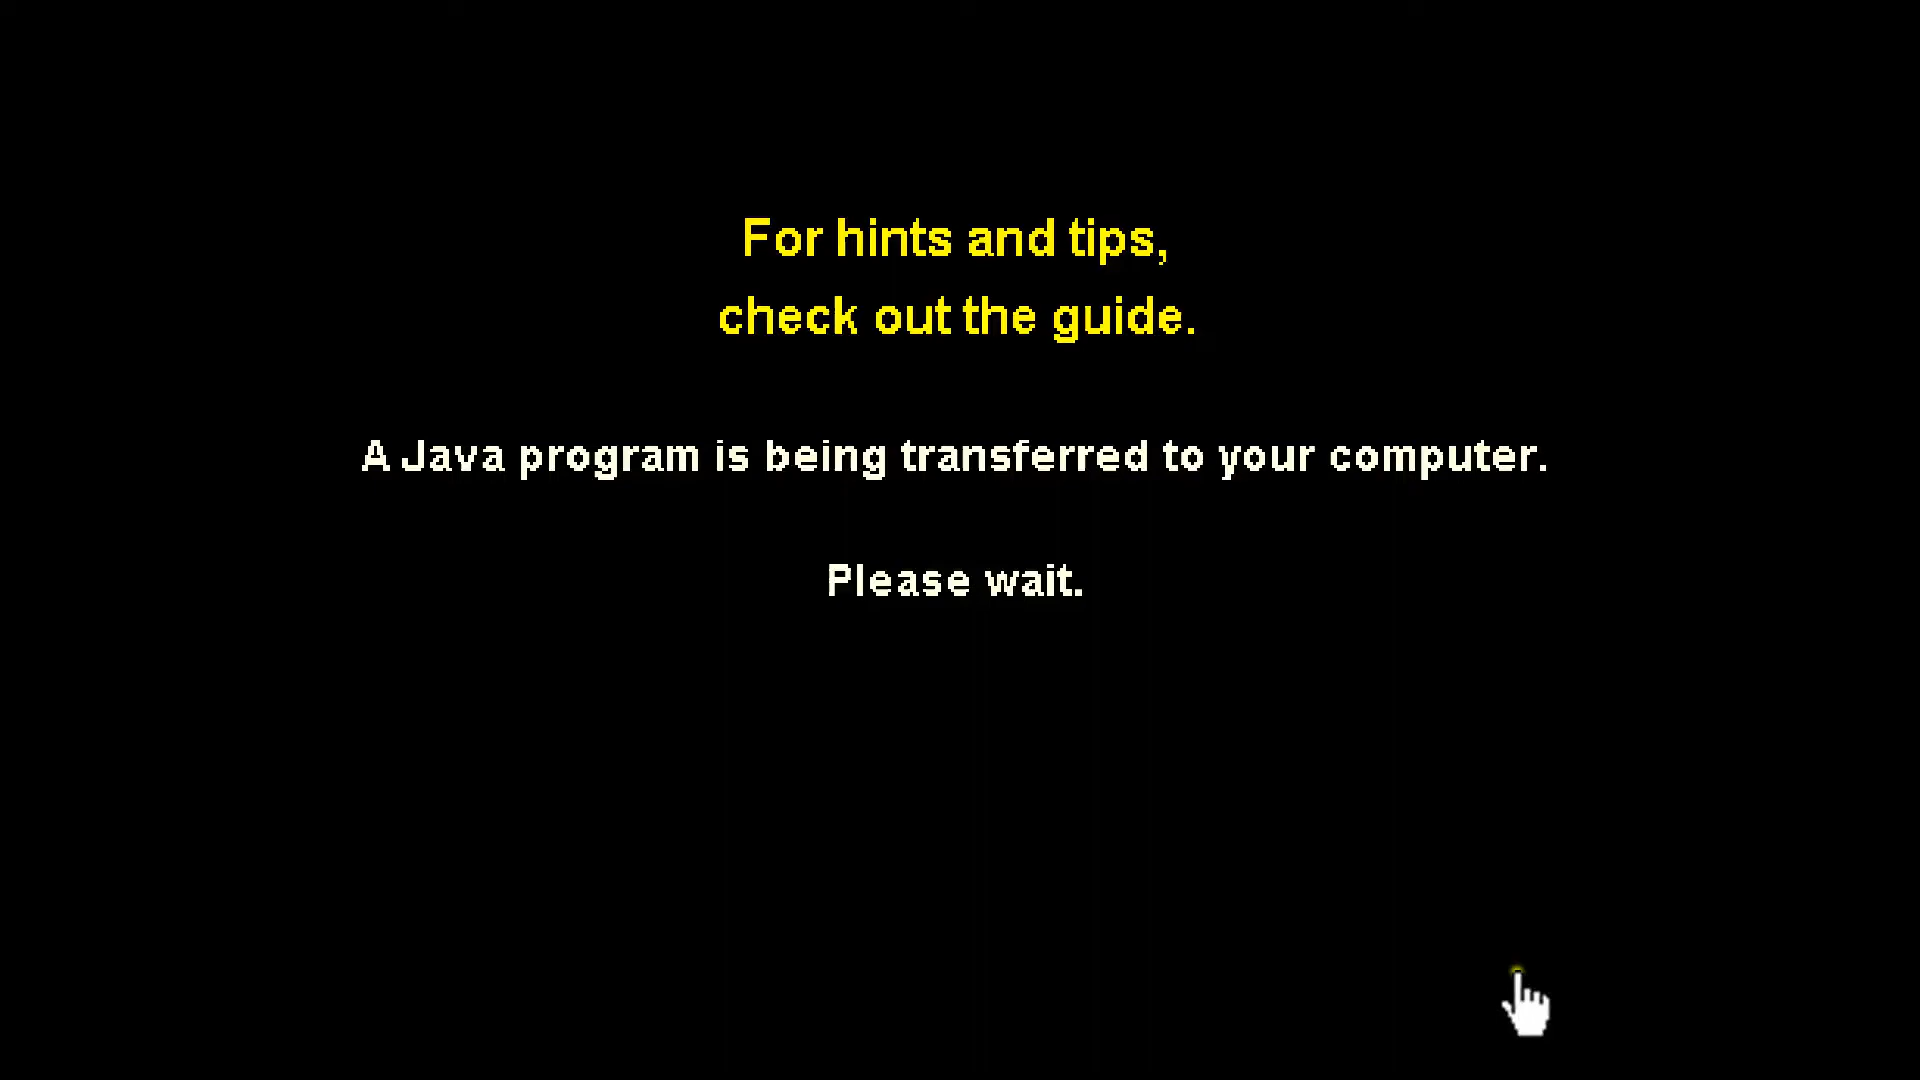 For hints and tips,
check out the guide.
A Java program is being transferred to your computer.
Please wait.